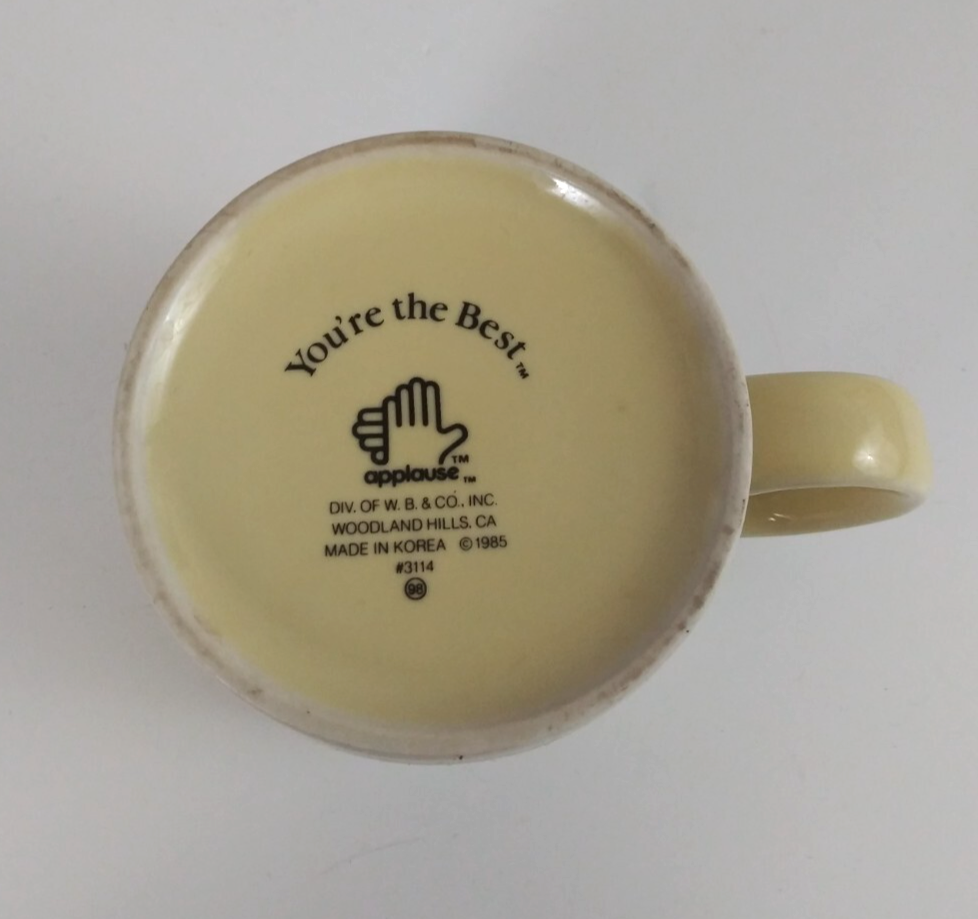 You're the Best™
™
applause™
DIV. OF W. B. & CO., INC.
WOODLAND HILLS, CA
MADE IN KOREA ©1985
#3114
98